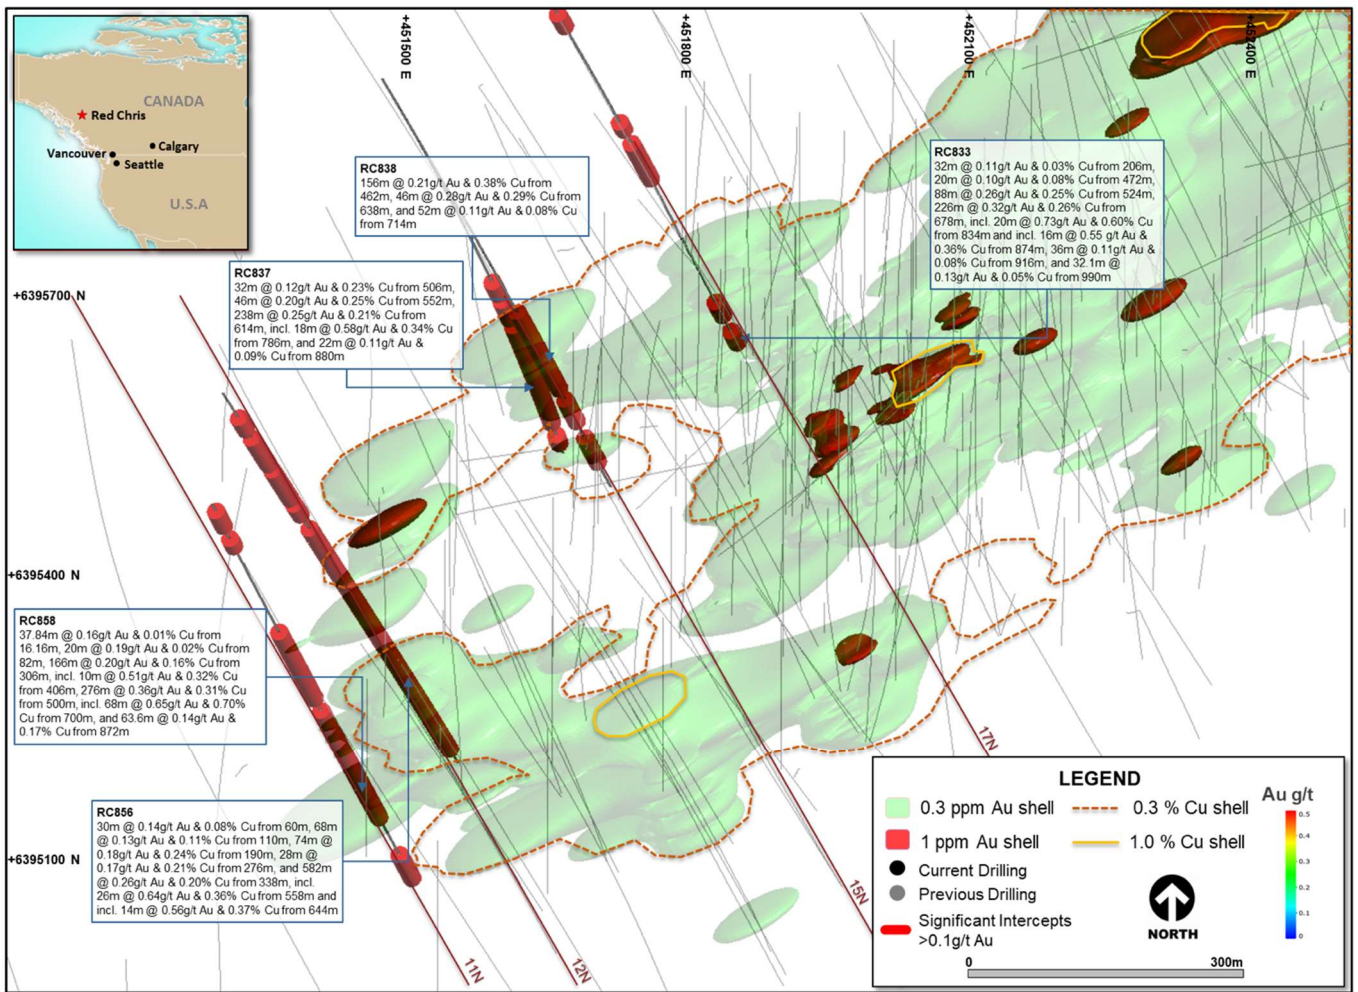 +451500 E
+451800 E
+452100 E
+452400 E
CANADA
Red Chris
Calgary
Vancouver
Seattle
U.S.A
RC838
156m @ 0.21g/t Au & 0.38% Cu from
462m, 46m @ 0.28g/t Au & 0.29% Cu from
638m, and 52m @ 0.11g/t Au & 0.08% Cu
from 714m
RC833
32m @ 0.11g/t Au & 0.03% Cu from 206m,
20m @ 0.10g/t Au & 0.08% Cu from 472m,
88m @ 0.26g/t Au & 0.25% Cu from 524m,
226m @ 0.32g/t Au & 0.26% Cu from
678m, incl. 20m @ 0.73g/t Au & 0.60% Cu
from 834m and incl. 16m @ 0.55 g/t Au &
0.36% Cu from 874m, 36m @ 0.11g/t Au &
0.08% Cu from 916m, and 32.1m @
0.13g/t Au & 0.05% Cu from 990m
RC837
32m @ 0.12g/t Au & 0.23% Cu from 506m,
46m @ 0.20g/t Au & 0.25% Cu from 552m,
238m @ 0.25g/t Au & 0.21% Cu from
614m, incl. 18m @ 0.58g/t Au & 0.34% Cu
from 786m, and 22m @ 0.11g/t Au &
0.09% Cu from 880m
+6395700 N
+6395400 N
RC858
37.84m @ 0.16g/t Au & 0.01% Cu from
16.16m, 20m @ 0.19g/t Au & 0.02% Cu from
82m, 166m @ 0.20g/t Au & 0.16% Cu from
306m, incl. 10m @ 0.51g/t Au & 0.32% Cu
from 406m, 276m @ 0.36g/t Au & 0.31% Cu
from 500m, incl. 68m @ 0.65g/t Au & 0.70%
Cu from 700m, and 63.6m @ 0.14g/t Au &
0.17% Cu from 872m
RC856
30m @ 0.14g/t Au & 0.08% Cu from 60m, 68m
@ 0.13g/t Au & 0.11% Cu from 110m, 74m @
0.18g/t Au & 0.24% Cu from 190m, 28m @
0.17g/t Au & 0.21% Cu from 276m, and 582m
@ 0.26g/t Au & 0.20% Cu from 338m, incl.
26m @ 0.64g/t Au & 0.36% Cu from 558m and
incl. 14m @ 0.56g/t Au & 0.37% Cu from 644m
+6395100 N
11N
12N
15N
17N
LEGEND
0.3 ppm Au shell
0.3 % Cu shell
1 ppm Au shell
1.0 % Cu shell
Current Drilling
Previous Drilling
Significant Intercepts
>0.1g/t Au
NORTH
0
300m
Au g/t
0.5
0.4
0.3
0.2
0.1
0